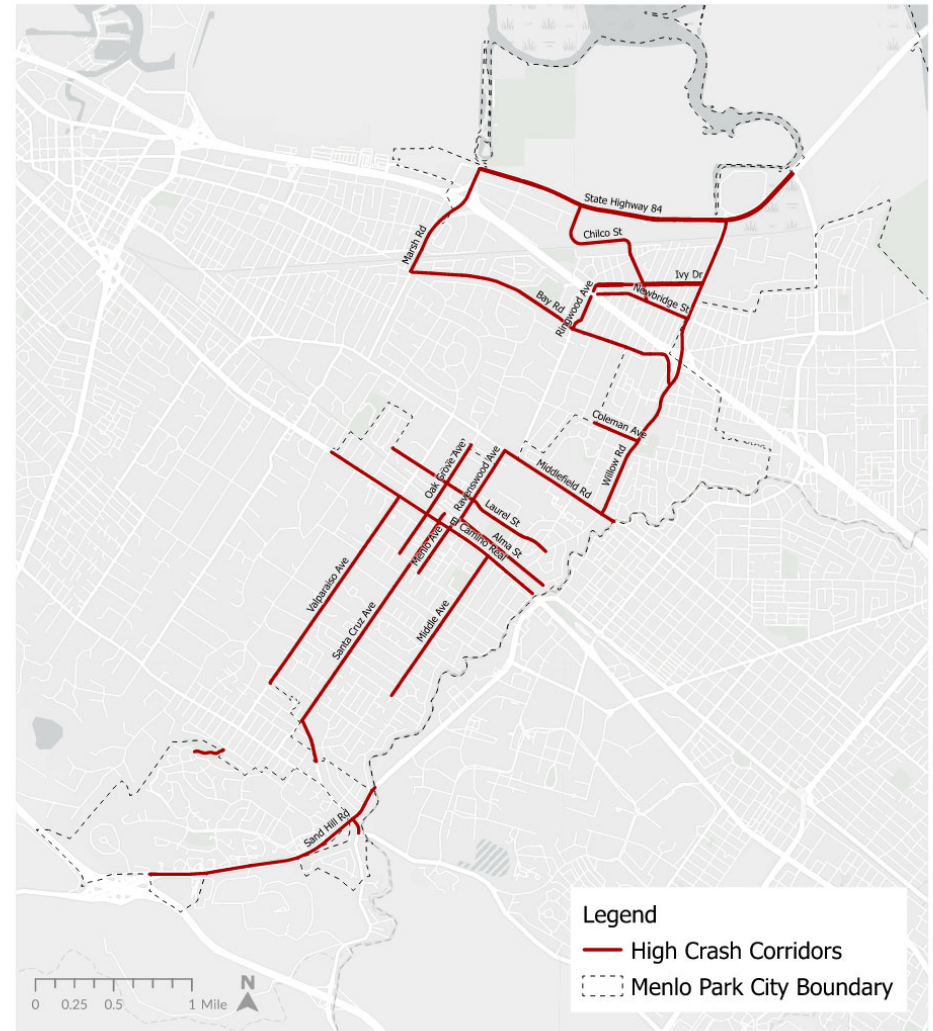 State Highway 84
Chilco St
Marsh Rd
Ivy Dr
Newbridge St
Ringwood Ave
Bay Rd
Coleman Ave
Willow Rd
Oak Grove Ave
Ravenswood Ave
Middlefield Rd
Laurel St
Alma St
El Camino Real
Menlo Ave
Valparaiso Ave
Santa Cruz Ave
Middle Ave
Sand Hill Rd
Legend
High Crash Corridors
Menlo Park City Boundary
N
0 0.25 0.5 1 Mile